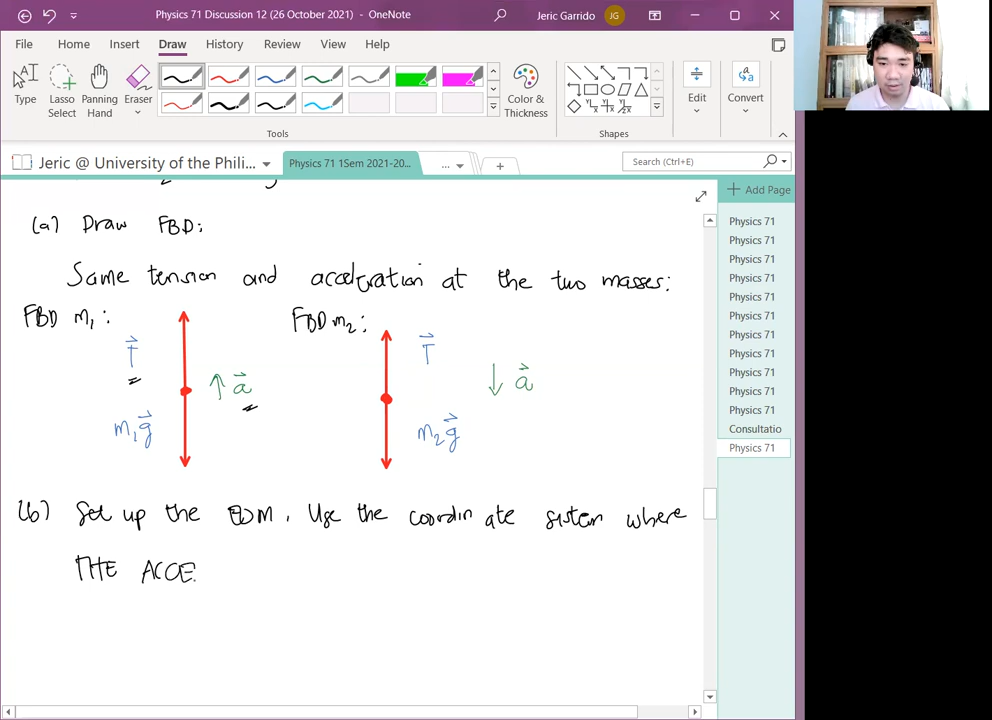 Physics 71 Discussion 12 (26 October 2021) - OneNote
Jeric Garrido
JG
File Home Insert Draw History Review View Help
Type
Lasso Select
Panning Hand
Eraser
Color & Thickness
Edit
Convert
Tools
Shapes
Jeric @ University of the Phili...
Physics 71 1Sem 2021-20...
...
Search (Ctrl+E)
Add Page
Physics 71
Physics 71
Physics 71
Physics 71
Physics 71
Physics 71
Physics 71
Physics 71
Physics 71
Physics 71
Physics 71
Consultatio
Physics 71
(a) Draw FBD:
Same tension and acceltration at the two masses:
FBD m₁: FBD m₂:
T⃗ T⃗
↑ a⃗ ↓ a⃗
m₁g⃗ m₂g⃗
(b) Set up the EOM. Use the coordinate system where
THE ACCE